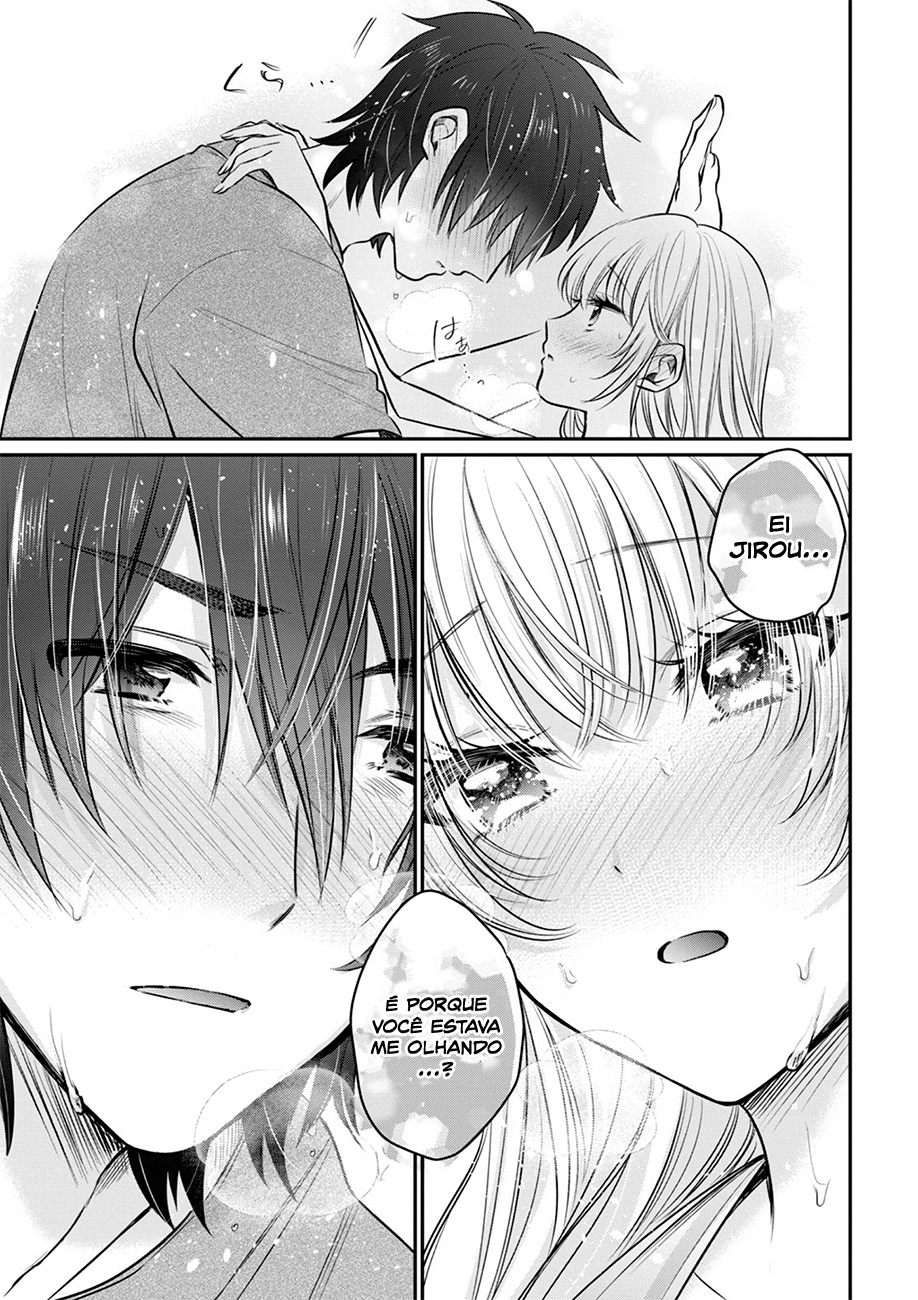 くら…
はぁ…
EI
JIROU...
É PORQUE
VOCÊ ESTAVA
ME OLHANDO
...?